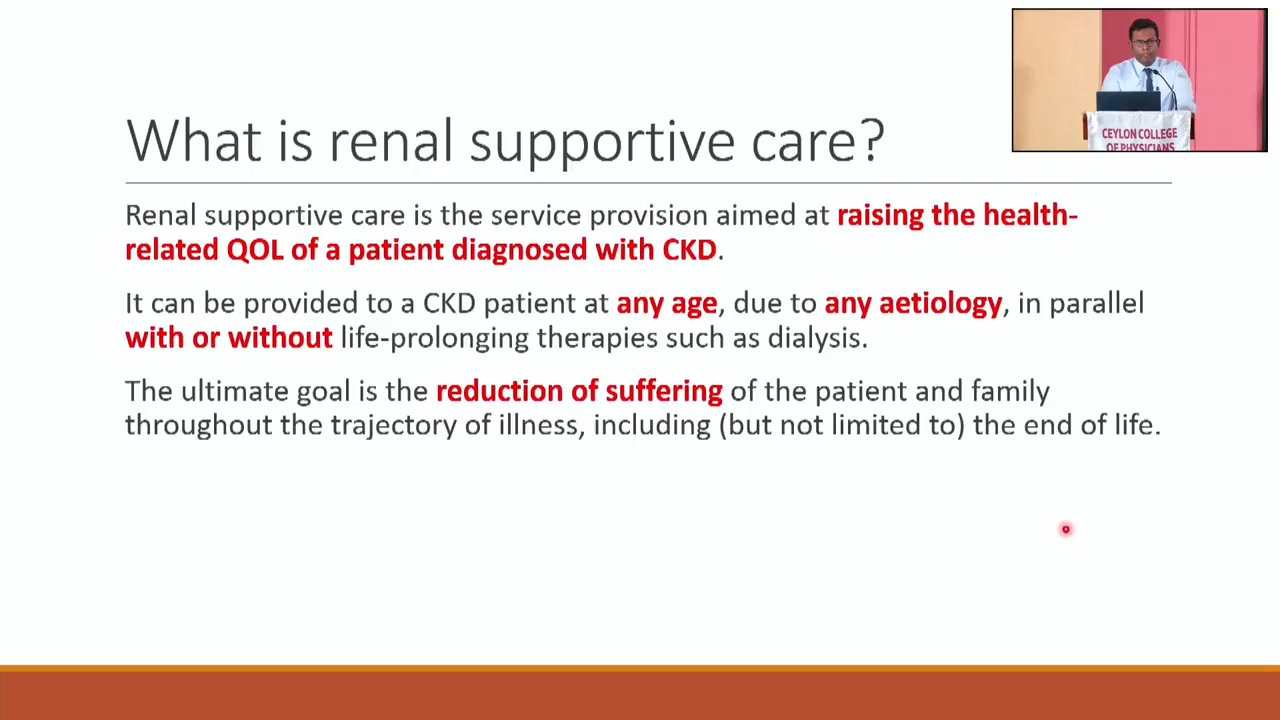 What is renal supportive care?
Renal supportive care is the service provision aimed at raising the health-
related QOL of a patient diagnosed with CKD.
It can be provided to a CKD patient at any age, due to any aetiology, in parallel
with or without life-prolonging therapies such as dialysis.
The ultimate goal is the reduction of suffering of the patient and family
throughout the trajectory of illness, including (but not limited to) the end of life.
CEYLON COLLEGE
OF PHYSICIANS